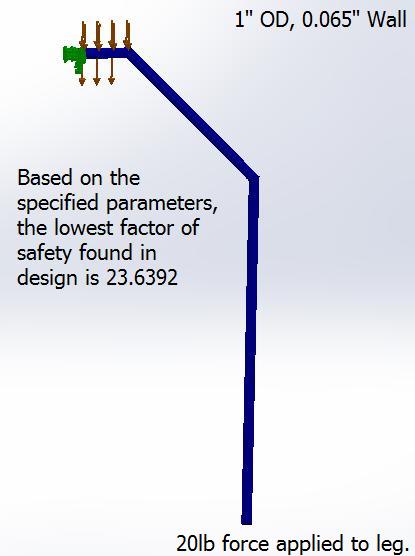 1" OD, 0.065" Wall
Based on the
specified parameters,
the lowest factor of
safety found in
design is 23.6392
20lb force applied to leg.